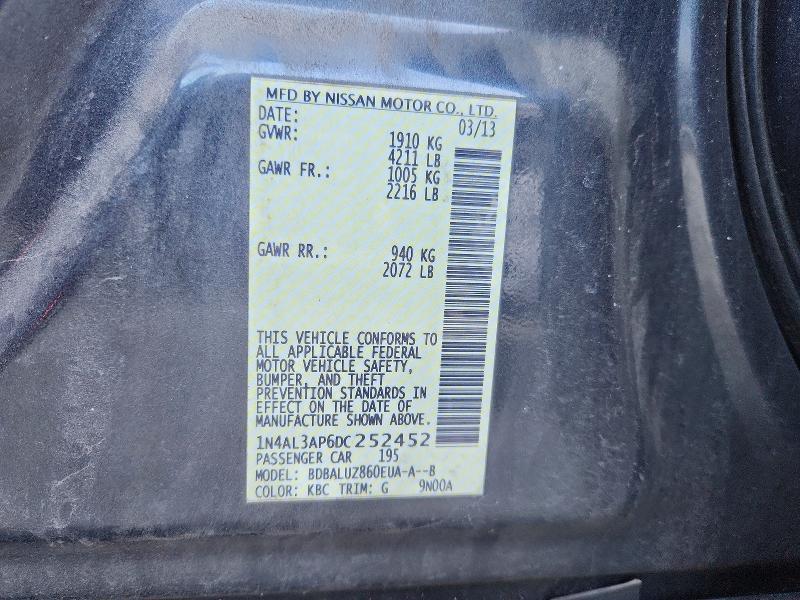 MFD BY NISSAN MOTOR CO., LTD.
DATE: 03/13
GVWR: 1910 KG
4211 LB
GAWR FR.: 1005 KG
2216 LB
GAWR RR.: 940 KG
2072 LB
THIS VEHICLE CONFORMS TO
ALL APPLICABLE FEDERAL
MOTOR VEHICLE SAFETY,
BUMPER, AND THEFT
PREVENTION STANDARDS IN
EFFECT ON THE DATE OF
MANUFACTURE SHOWN ABOVE.
1N4AL3AP6DC252452
PASSENGER CAR 195
MODEL: BDBALUZ860EUA-A--B
COLOR: KBC TRIM: G 9N00A